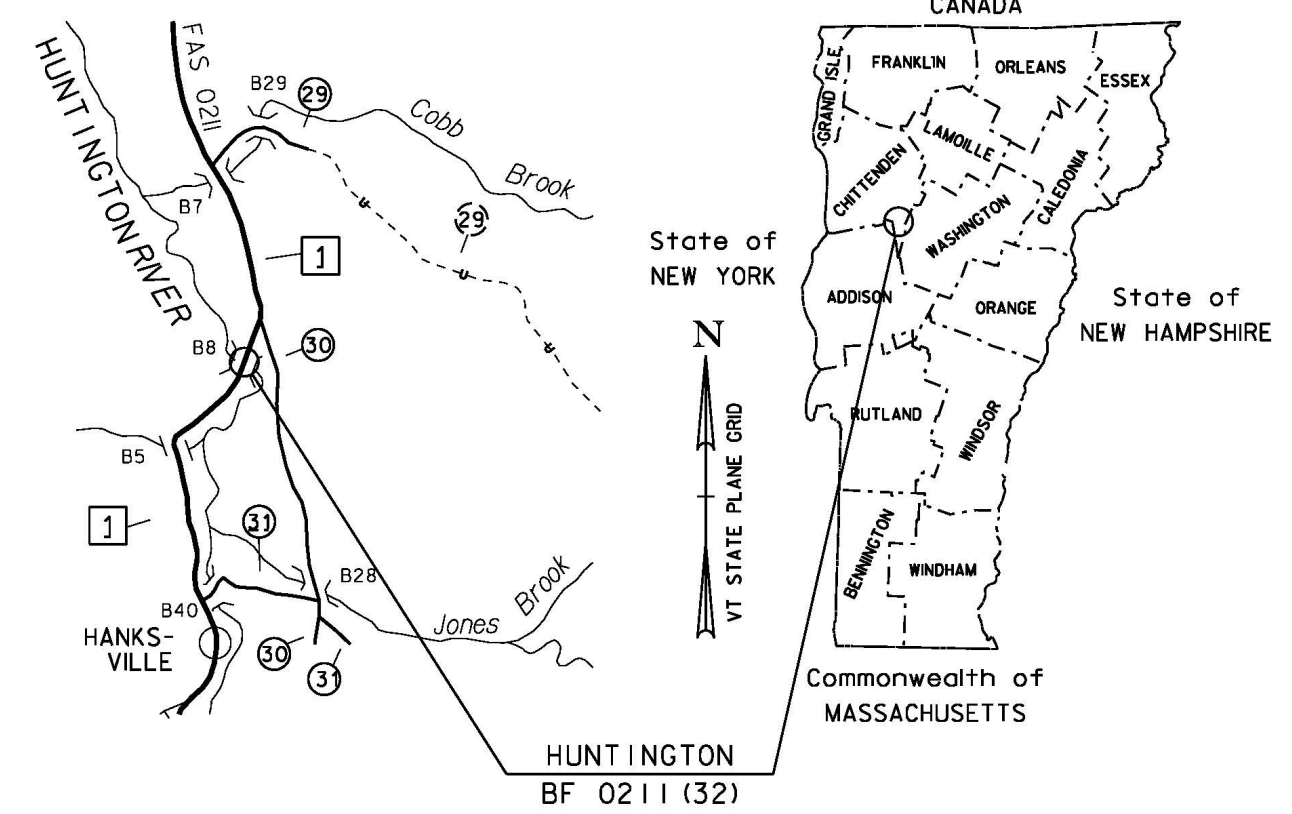 CANADA
FAS 0211
HUNTINGTON RIVER
B29
29
Cobb
Brook
B7
29
1
B8
30
B5
1
31
B28
B40
Jones
Brook
HANKS-
VILLE
30
31
GRAND ISLE
FRANKLIN
ORLEANS
ESSEX
LAMOILLE
CHITTENDEN
CALEDONIA
WASHINGTON
State of
NEW YORK
ADDISON
ORANGE
State of
NEW HAMPSHIRE
N
VT STATE PLANE GRID
RUTLAND
WINDSOR
BENNINGTON
WINDHAM
Commonwealth of
MASSACHUSETTS
HUNTINGTON
BF 0211 (32)